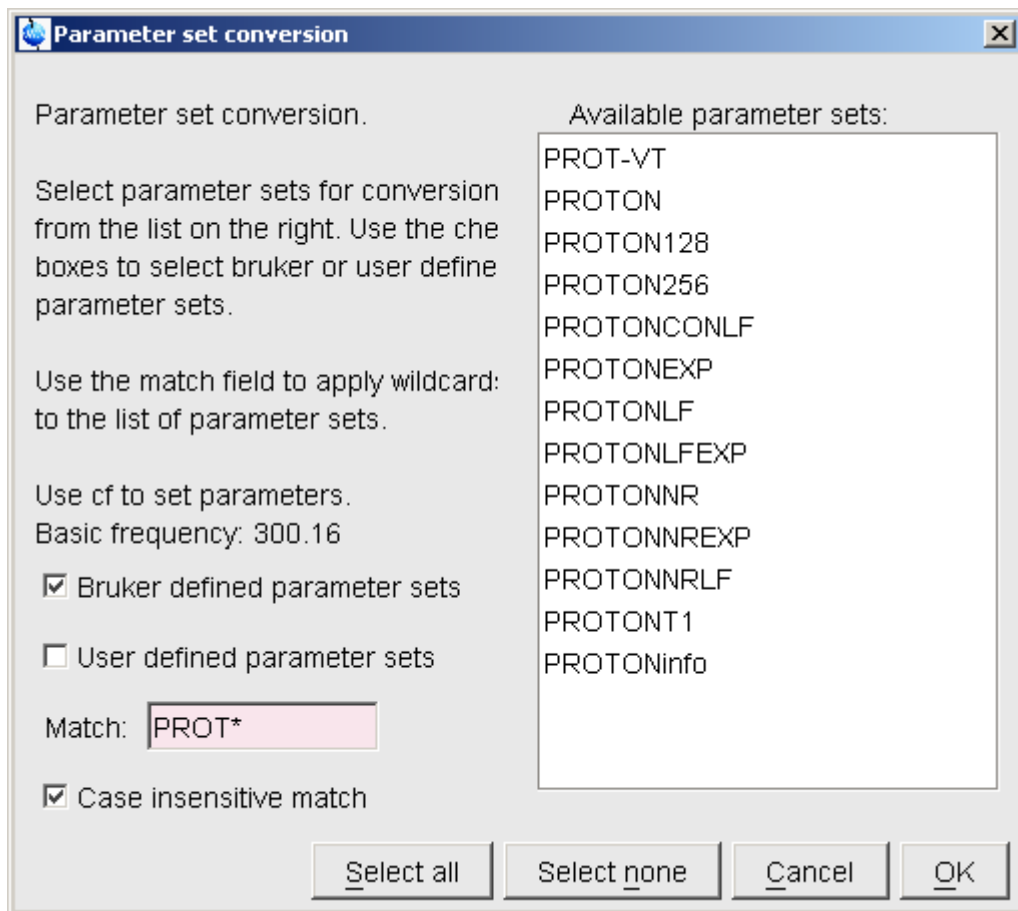 Parameter set conversion
Parameter set conversion.
Select parameter sets for conversion
from the list on the right. Use the che
boxes to select bruker or user define
parameter sets.
Use the match field to apply wildcard
to the list of parameter sets.
Use cf to set parameters.
Basic frequency: 300.16
Bruker defined parameter sets
User defined parameter sets
Match: PROT*
Case insensitive match
Available parameter sets:
PROT-VT
PROTON
PROTON128
PROTON256
PROTONCONLF
PROTONEXP
PROTONLF
PROTONLFEXP
PROTONNR
PROTONNREXP
PROTONNRLF
PROTONT1
PROTONinfo
Select all
Select none
Cancel
OK